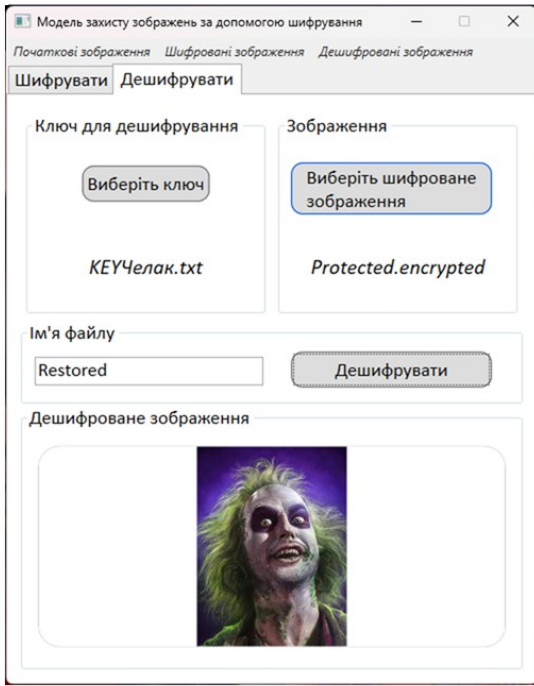 Модель захисту зображень за допомогою шифрування
Початкові зображення Шифровані зображення Дешифровані зображення
Шифрувати Дешифрувати
Ключ для дешифрування
Виберіть ключ
KEYЧелак.txt
Зображення
Виберіть шифроване
зображення
Protected.encrypted
Ім'я файлу
Restored
Дешифрувати
Дешифроване зображення